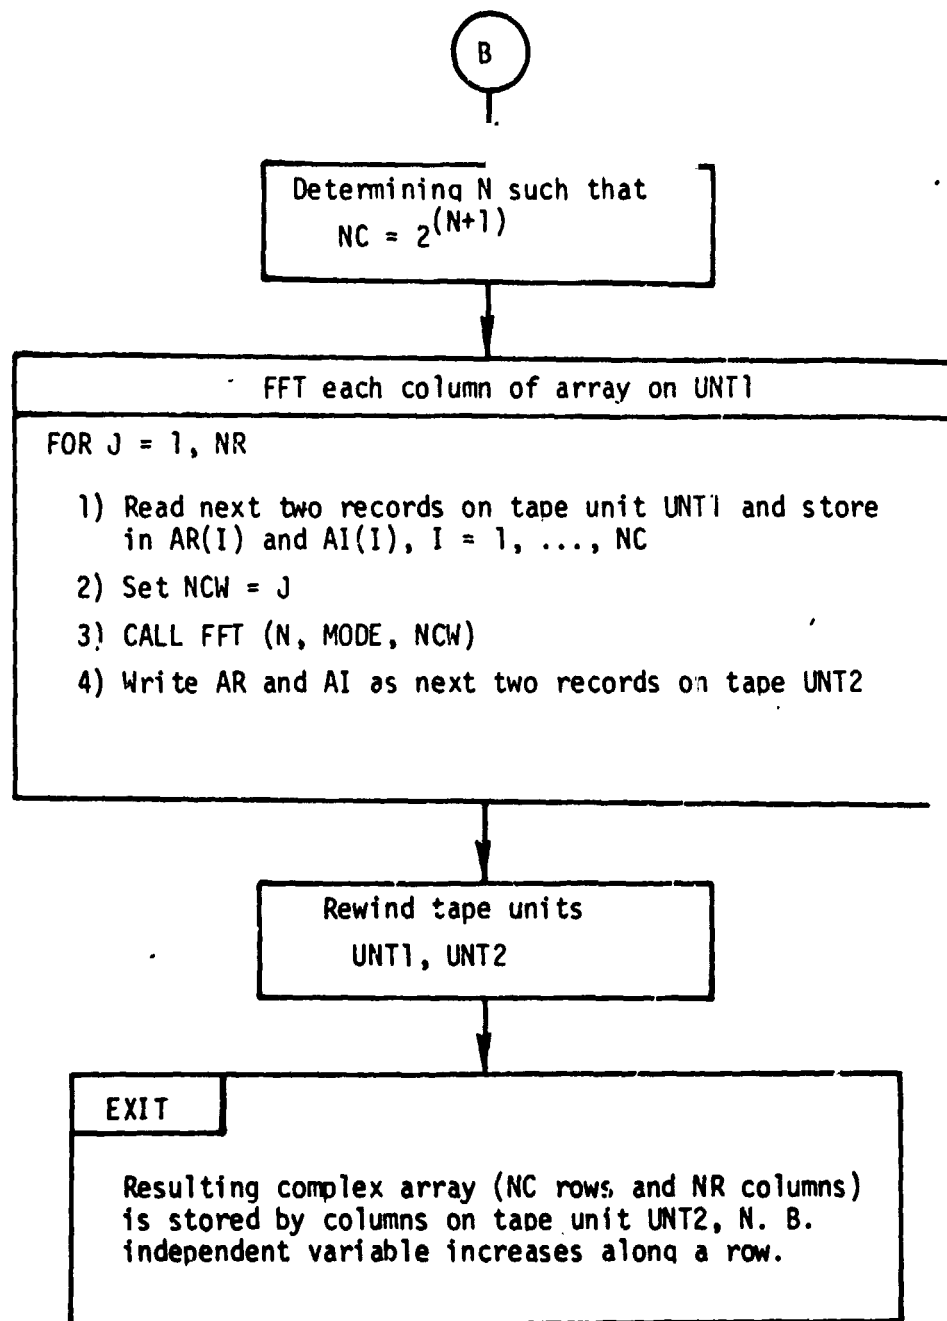 B
Determining N such that
NC = 2^(N+1)
FFT each column of array on UNT1
FOR J = 1, NR
1) Read next two records on tape unit UNT1 and store
in AR(I) and AI(I), I = 1, ..., NC
2) Set NCW = J
3) CALL FFT (N, MODE, NCW)
4) Write AR and AI as next two records on tape UNT2
Rewind tape units
UNT1, UNT2
EXIT
Resulting complex array (NC rows and NR columns)
is stored by columns on tape unit UNT2, N. B.
independent variable increases along a row.